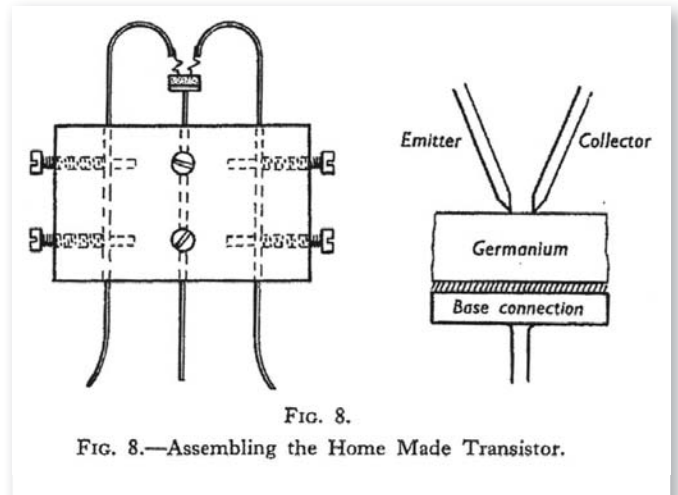 Emitter
Collector
Germanium
Base connection
FIG. 8.
FIG. 8.—Assembling the Home Made Transistor.